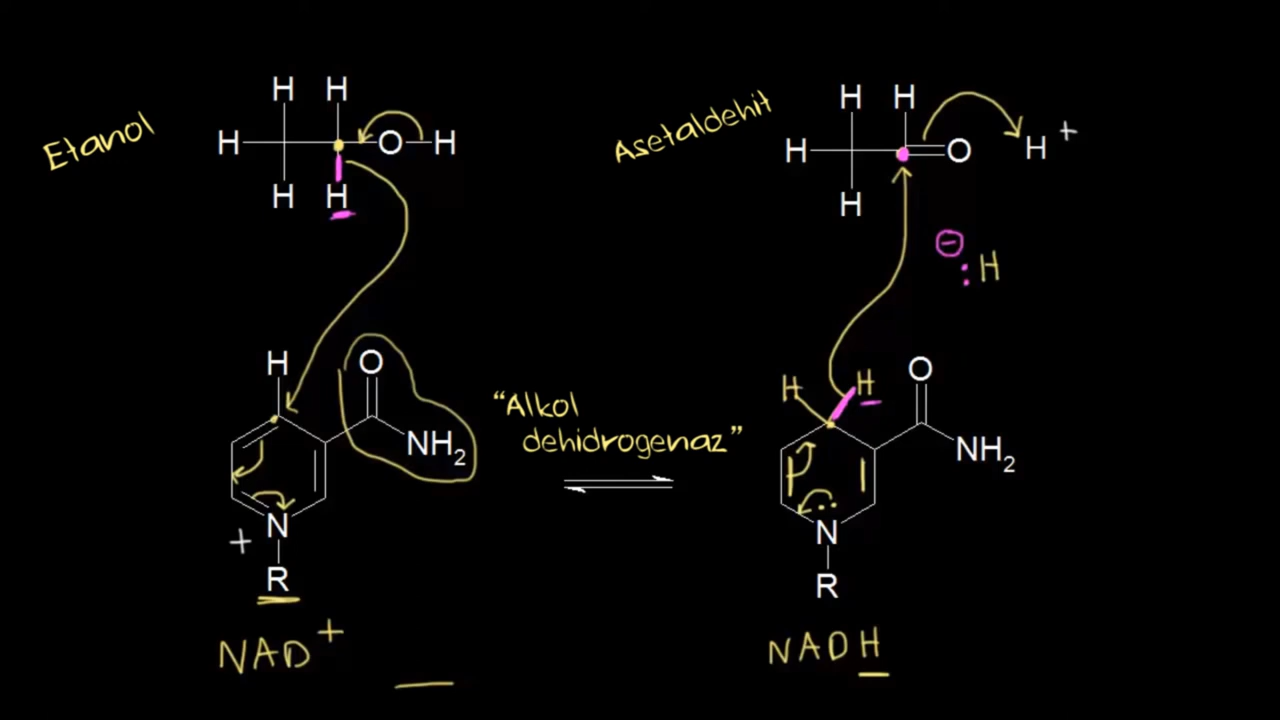 Etanol
H H
H O H
H H
Asetaldehit
H H
H O H +
H
− : H
H O
NH2
N
+
R
NAD+
"Alkol
dehidrogenaz"
H H O
NH2
N
R
NADH